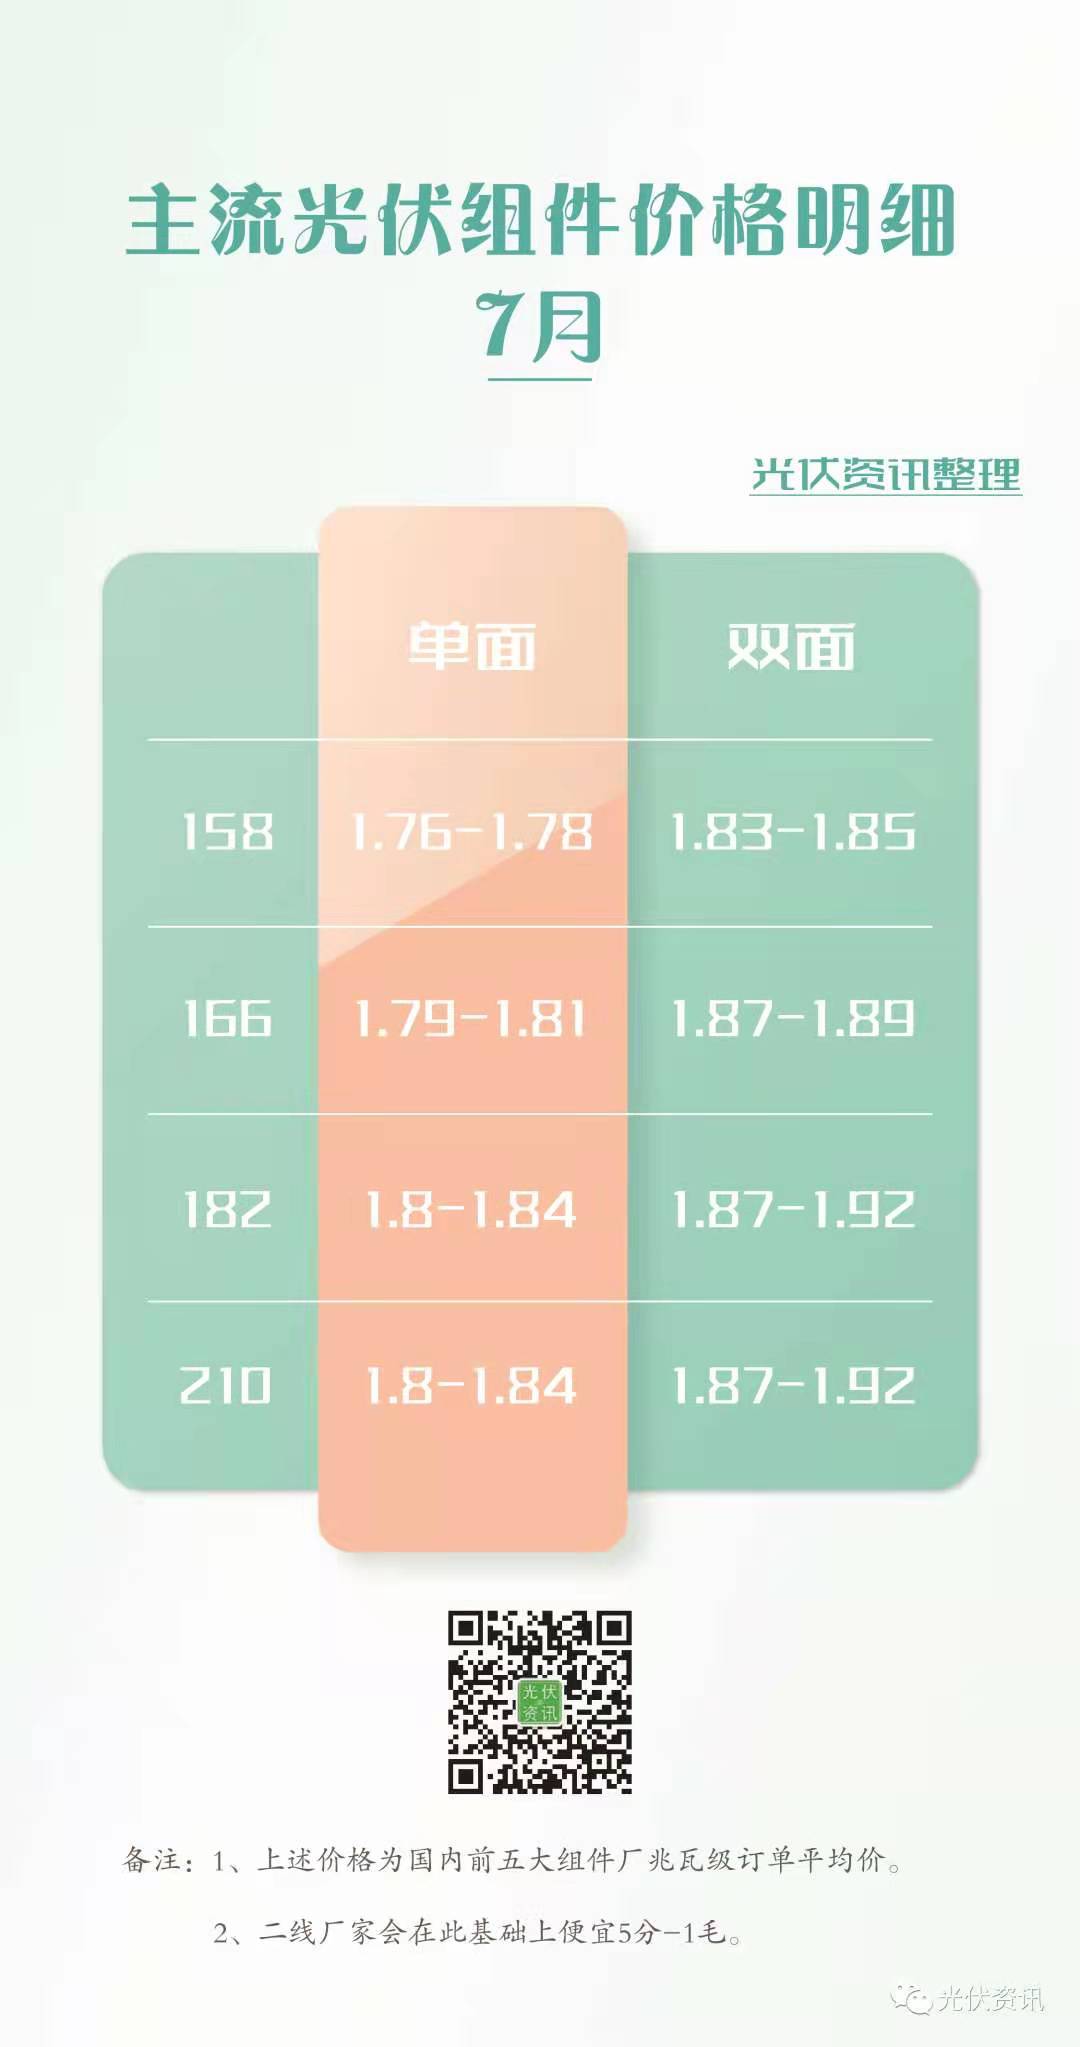 主流光伏组件价格明细
7月
光伏资讯整理
单面 双面
158 1.76-1.78 1.83-1.85
166 1.79-1.81 1.87-1.89
182 1.8-1.84 1.87-1.92
210 1.8-1.84 1.87-1.92
光伏
资讯
备注：1、上述价格为国内前五大组件厂兆瓦级订单平均价。
2、二线厂家会在此基础上便宜5分-1毛。
光伏资讯